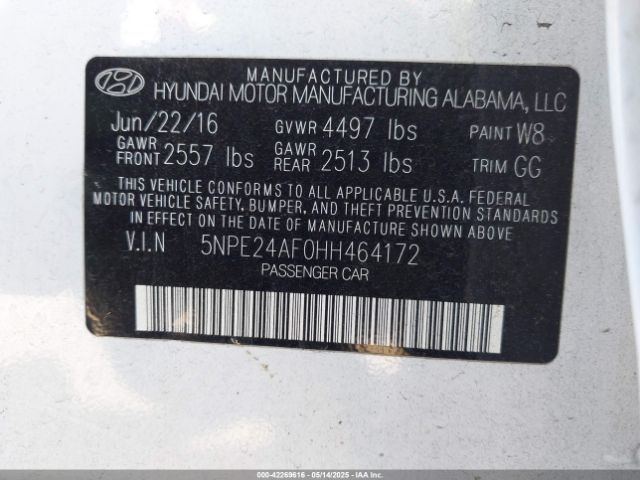 MANUFACTURED BY
HYUNDAI MOTOR MANUFACTURING ALABAMA, LLC
Jun/22/16 GVWR 4497 lbs PAINT W8
GAWR FRONT 2557 lbs GAWR REAR 2513 lbs TRIM GG
THIS VEHICLE CONFORMS TO ALL APPLICABLE U.S.A. FEDERAL
MOTOR VEHICLE SAFETY, BUMPER, AND THEFT PREVENTION STANDARDS
IN EFFECT ON THE DATE OF MANUFACTURE SHOWN ABOVE.
V.I.N 5NPE24AF0HH464172
PASSENGER CAR
000-42269616 - 05/14/2025 - IAAI.COM